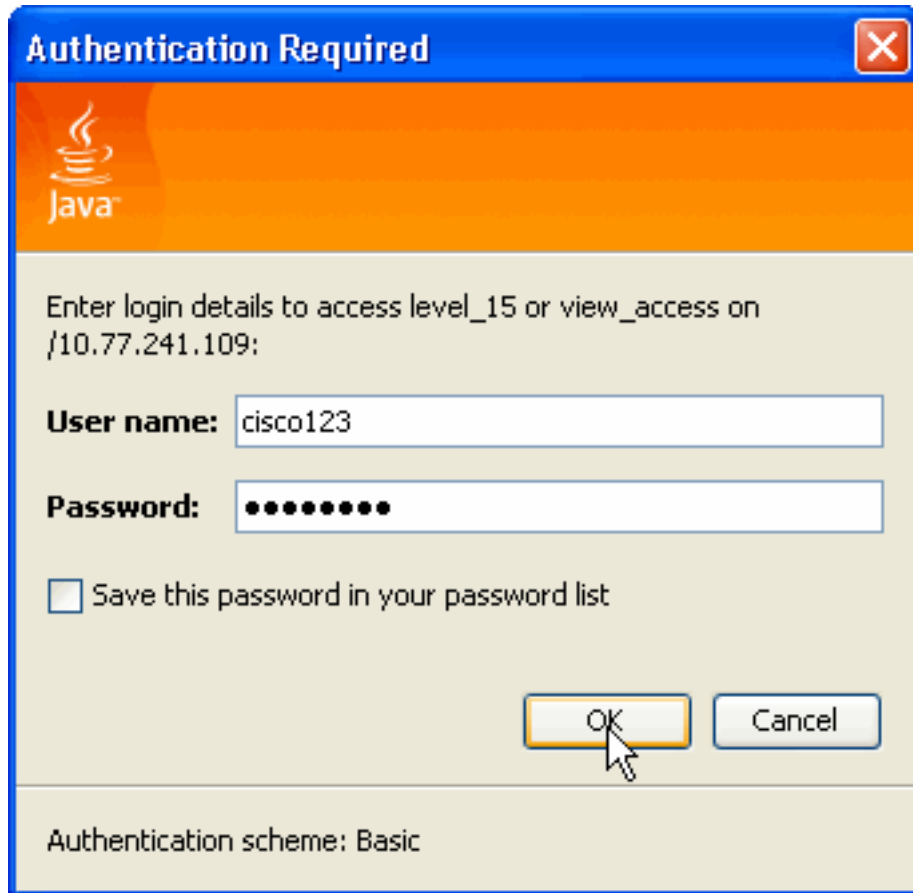 Authentication Required
Java™
Enter login details to access level_15 or view_access on
/10.77.241.109:
User name: cisco123
Password: ●●●●●●●●
Save this password in your password list
OK Cancel
Authentication scheme: Basic